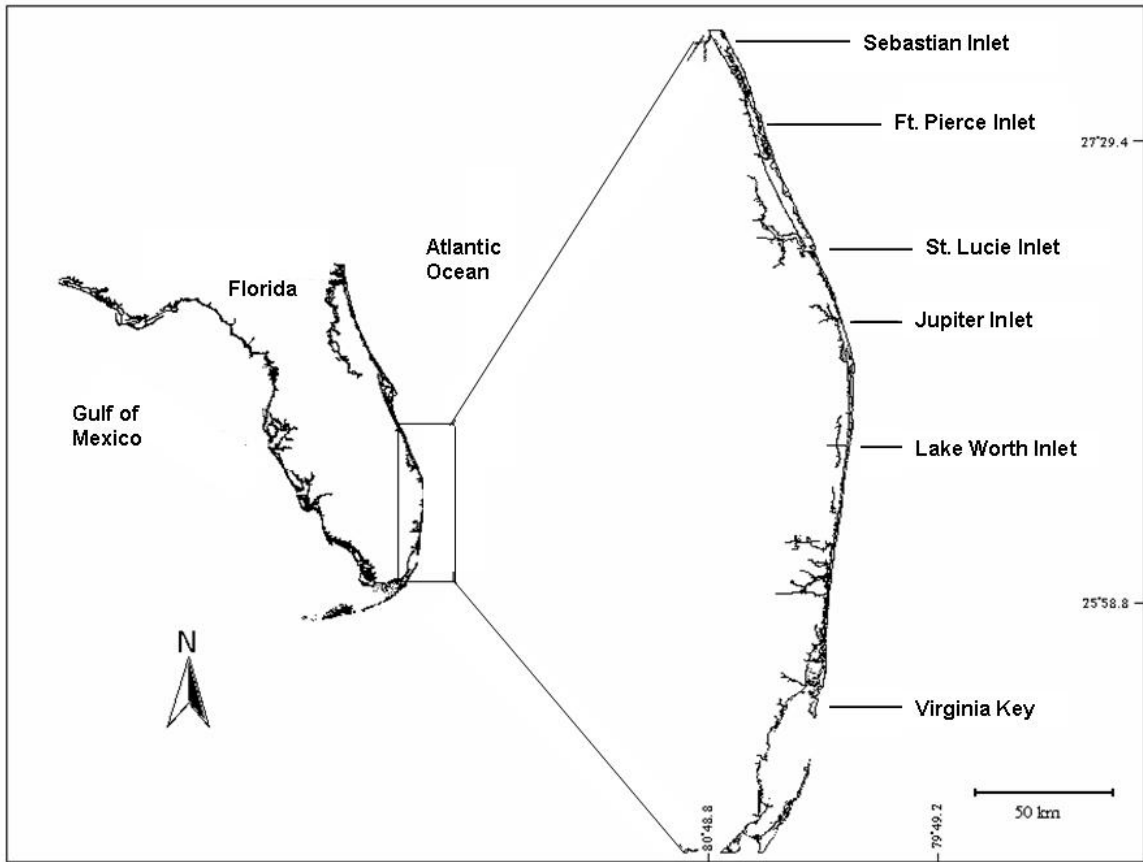 Sebastian Inlet
Ft. Pierce Inlet
27°29.4
St. Lucie Inlet
Atlantic
Ocean
Florida
Jupiter Inlet
Gulf of
Mexico
Lake Worth Inlet
25°58.8
N
Virginia Key
50 km
80°48.8
79°49.2